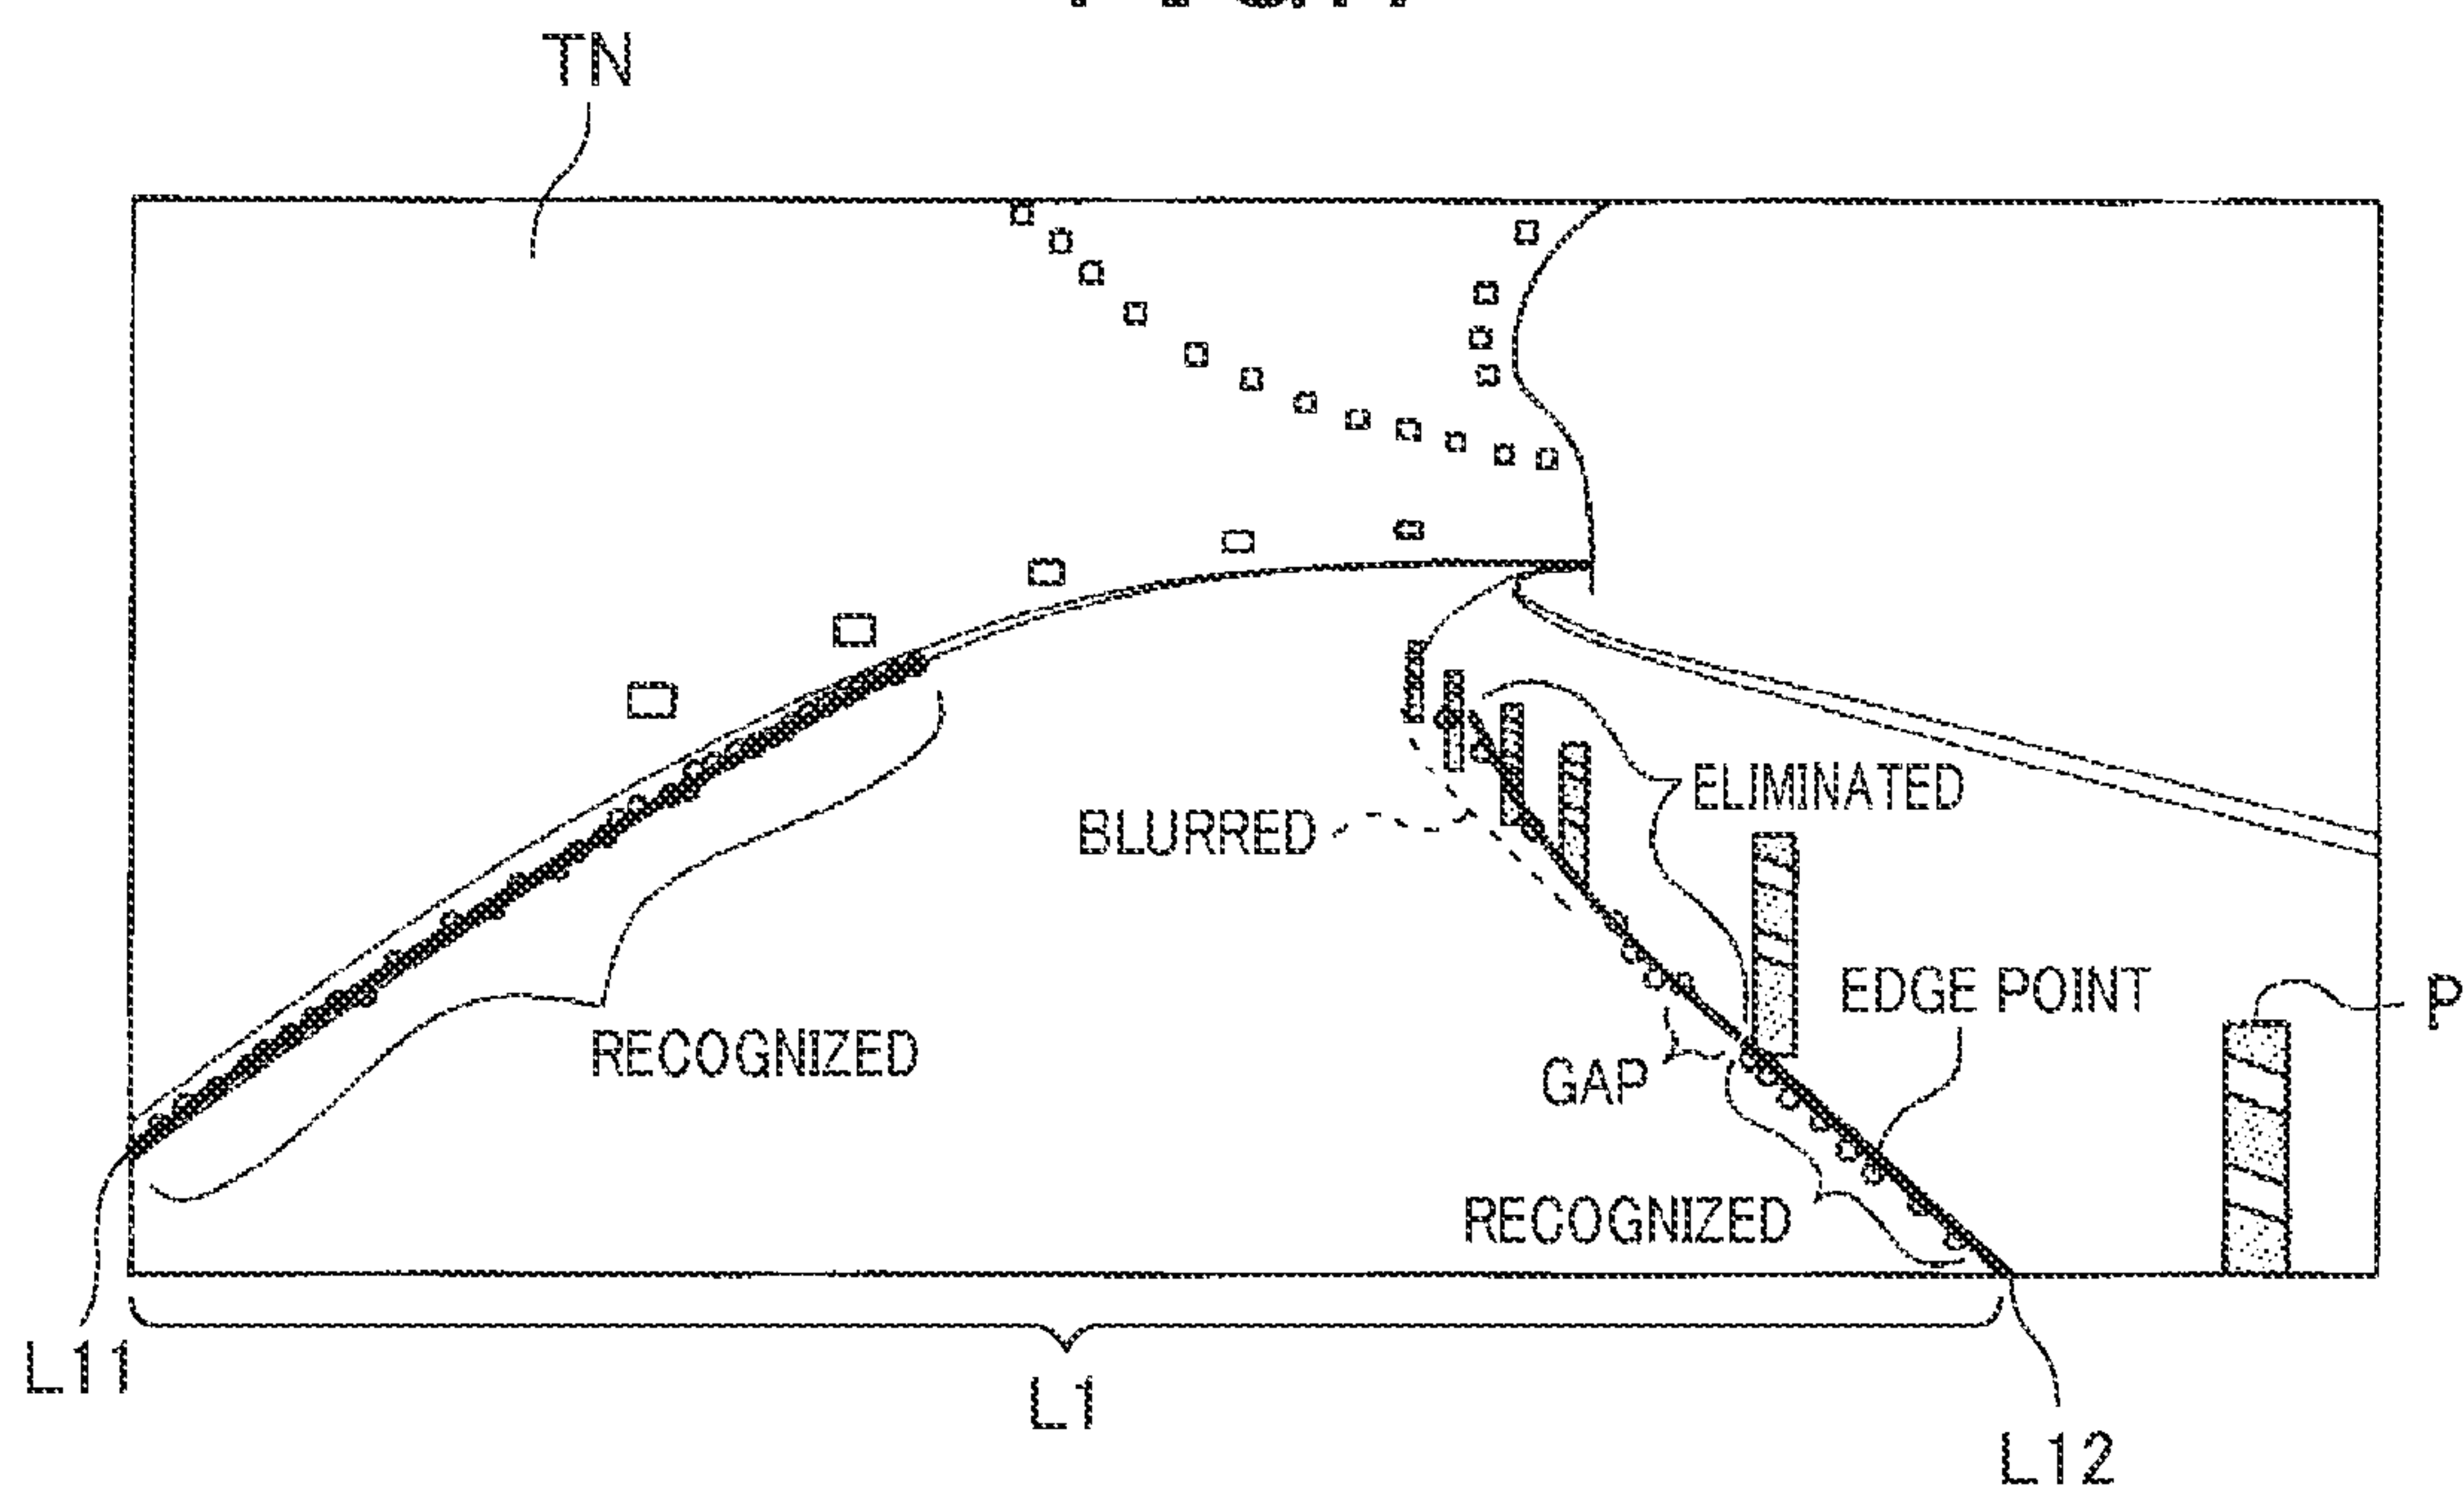 TN
ELIMINATED
BLURRED
EDGE POINT
P
RECOGNIZED
GAP
RECOGNIZED
L11
L1
L12